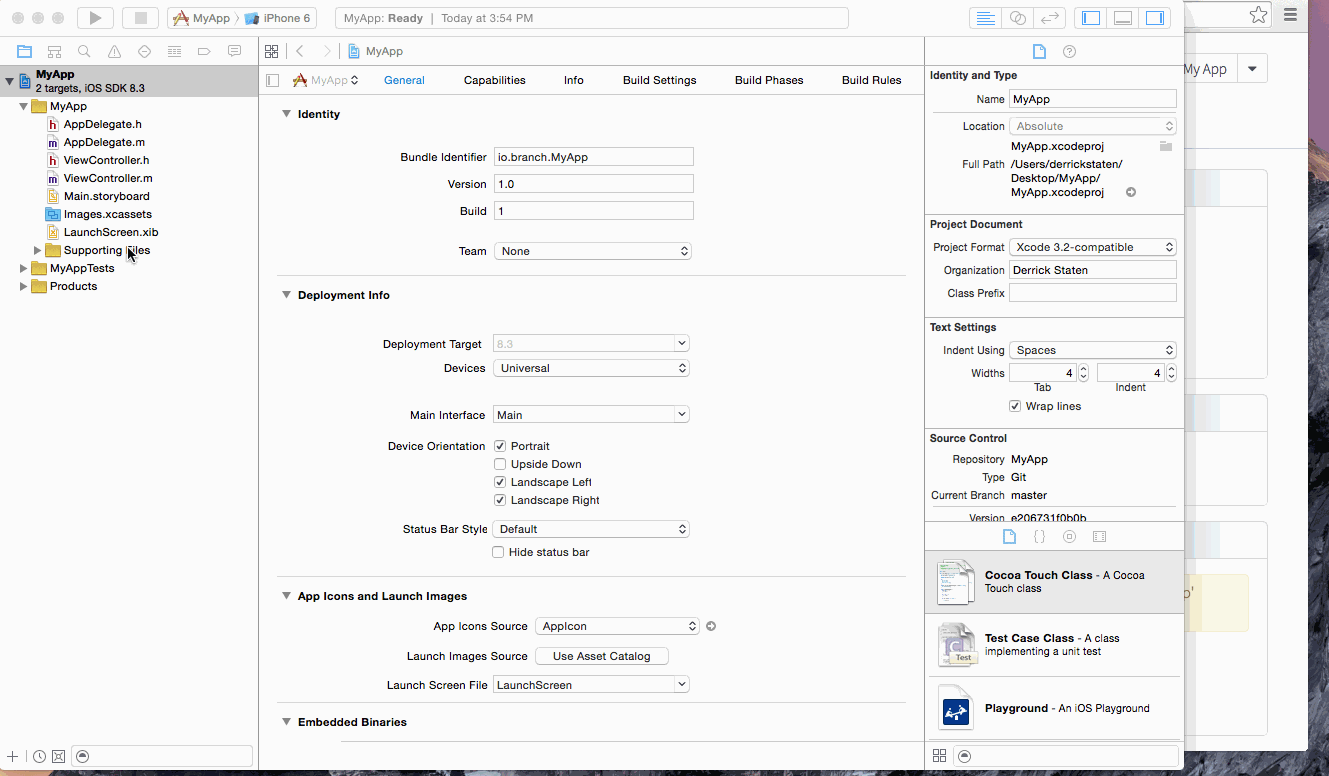 MyApp
iPhone 6
MyApp: Ready | Today at 3:54 PM
MyApp
2 targets, iOS SDK 8.3
MyApp
AppDelegate.h
AppDelegate.m
ViewController.h
ViewController.m
Main.storyboard
Images.xcassets
LaunchScreen.xib
Supporting Files
MyAppTests
Products
MyApp
MyApp
General
Capabilities
Info
Build Settings
Build Phases
Build Rules
Identity
Bundle Identifier io.branch.MyApp
Version 1.0
Build 1
Team None
Deployment Info
Deployment Target 8.3
Devices Universal
Main Interface Main
Device Orientation Portrait
Upside Down
Landscape Left
Landscape Right
Status Bar Style Default
Hide status bar
App Icons and Launch Images
App Icons Source AppIcon
Launch Images Source Use Asset Catalog
Launch Screen File LaunchScreen
Embedded Binaries
Identity and Type
Name MyApp
Location Absolute
MyApp.xcodeproj
Full Path /Users/derrickstaten/
Desktop/MyApp/
MyApp.xcodeproj
Project Document
Project Format Xcode 3.2-compatible
Organization Derrick Staten
Class Prefix
Text Settings
Indent Using Spaces
Widths 4 4
Tab Indent
Wrap lines
Source Control
Repository MyApp
Type Git
Current Branch master
Version e206731f0b0b
{}
Cocoa Touch Class - A Cocoa
Touch class
Test
Test Case Class - A class
implementing a unit test
Playground - An iOS Playground
My App